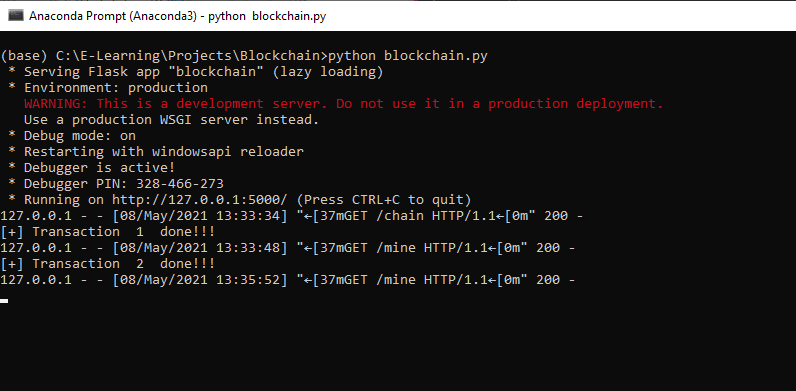 Anaconda Prompt (Anaconda3) - python  blockchain.py
(base) C:\E-Learning\Projects\Blockchain>python blockchain.py
 * Serving Flask app "blockchain" (lazy loading)
 * Environment: production
   WARNING: This is a development server. Do not use it in a production deployment.
   Use a production WSGI server instead.
 * Debug mode: on
 * Restarting with windowsapi reloader
 * Debugger is active!
 * Debugger PIN: 328-466-273
 * Running on http://127.0.0.1:5000/ (Press CTRL+C to quit)
127.0.0.1 - - [08/May/2021 13:33:34] "←[37mGET /chain HTTP/1.1←[0m" 200 -
[+] Transaction  1  done!!!
127.0.0.1 - - [08/May/2021 13:33:48] "←[37mGET /mine HTTP/1.1←[0m" 200 -
[+] Transaction  2  done!!!
127.0.0.1 - - [08/May/2021 13:35:52] "←[37mGET /mine HTTP/1.1←[0m" 200 -